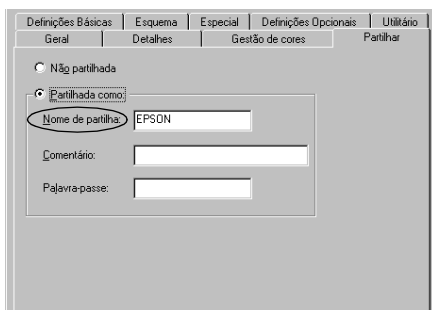 Definições Básicas Esquema Especial Definições Opcionais Utilitário
Geral Detalhes Gestão de cores Partilhar
Não partilhada
Partilhada como:
Nome de partilha: EPSON
Comentário:
Palavra-passe: